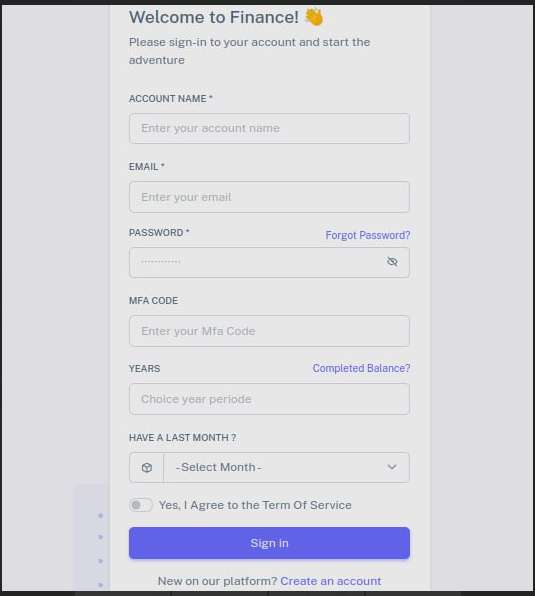 Welcome to Finance! 👋
Please sign-in to your account and start the
adventure
ACCOUNT NAME *
Enter your account name
EMAIL *
Enter your email
PASSWORD *
Forgot Password?
············
MFA CODE
Enter your Mfa Code
YEARS
Completed Balance?
Choice year periode
HAVE A LAST MONTH ?
- Select Month -
Yes, I Agree to the Term Of Service
Sign in
New on our platform? Create an account